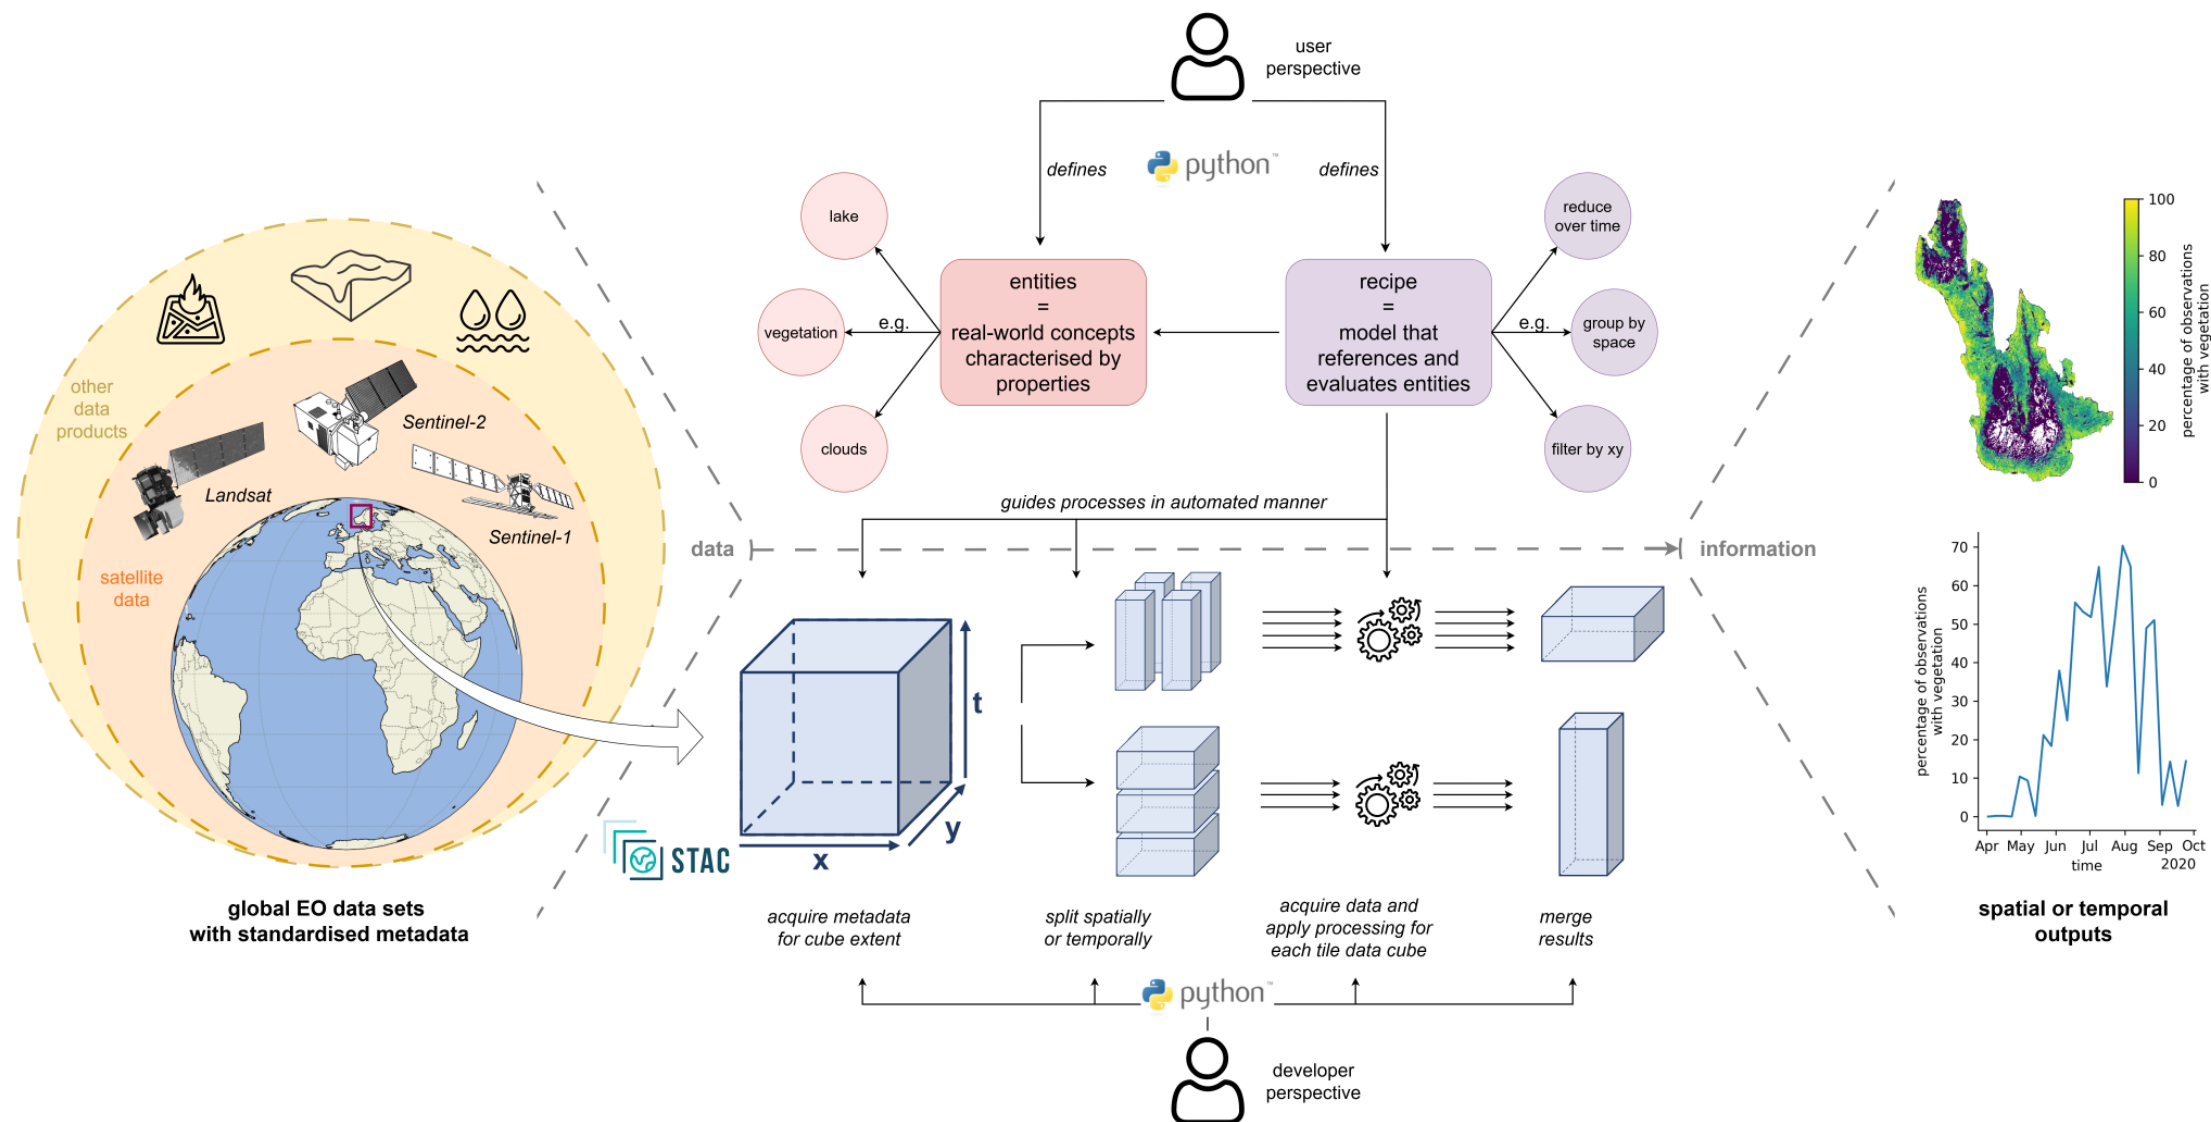 user
perspective
defines
python™
defines
lake
vegetation
clouds
e.g.
entities
=
real-world concepts
characterised by
properties
recipe
=
model that
references and
evaluates entities
e.g.
reduce
over time
group by
space
filter by xy
guides processes in automated manner
other
data
products
Sentinel-2
Landsat
Sentinel-1
satellite
data
global EO data sets
with standardised metadata
data
information
STAC
t
y
x
acquire metadata
for cube extent
split spatially
or temporally
acquire data and
apply processing for
each tile data cube
merge
results
python™
developer
perspective
100
80
60
40
20
0
percentage of observations
with vegetation
percentage of observations
with vegetation
70
60
50
40
30
20
10
0
Apr May Jun Jul Aug Sep Oct
time
2020
spatial or temporal
outputs